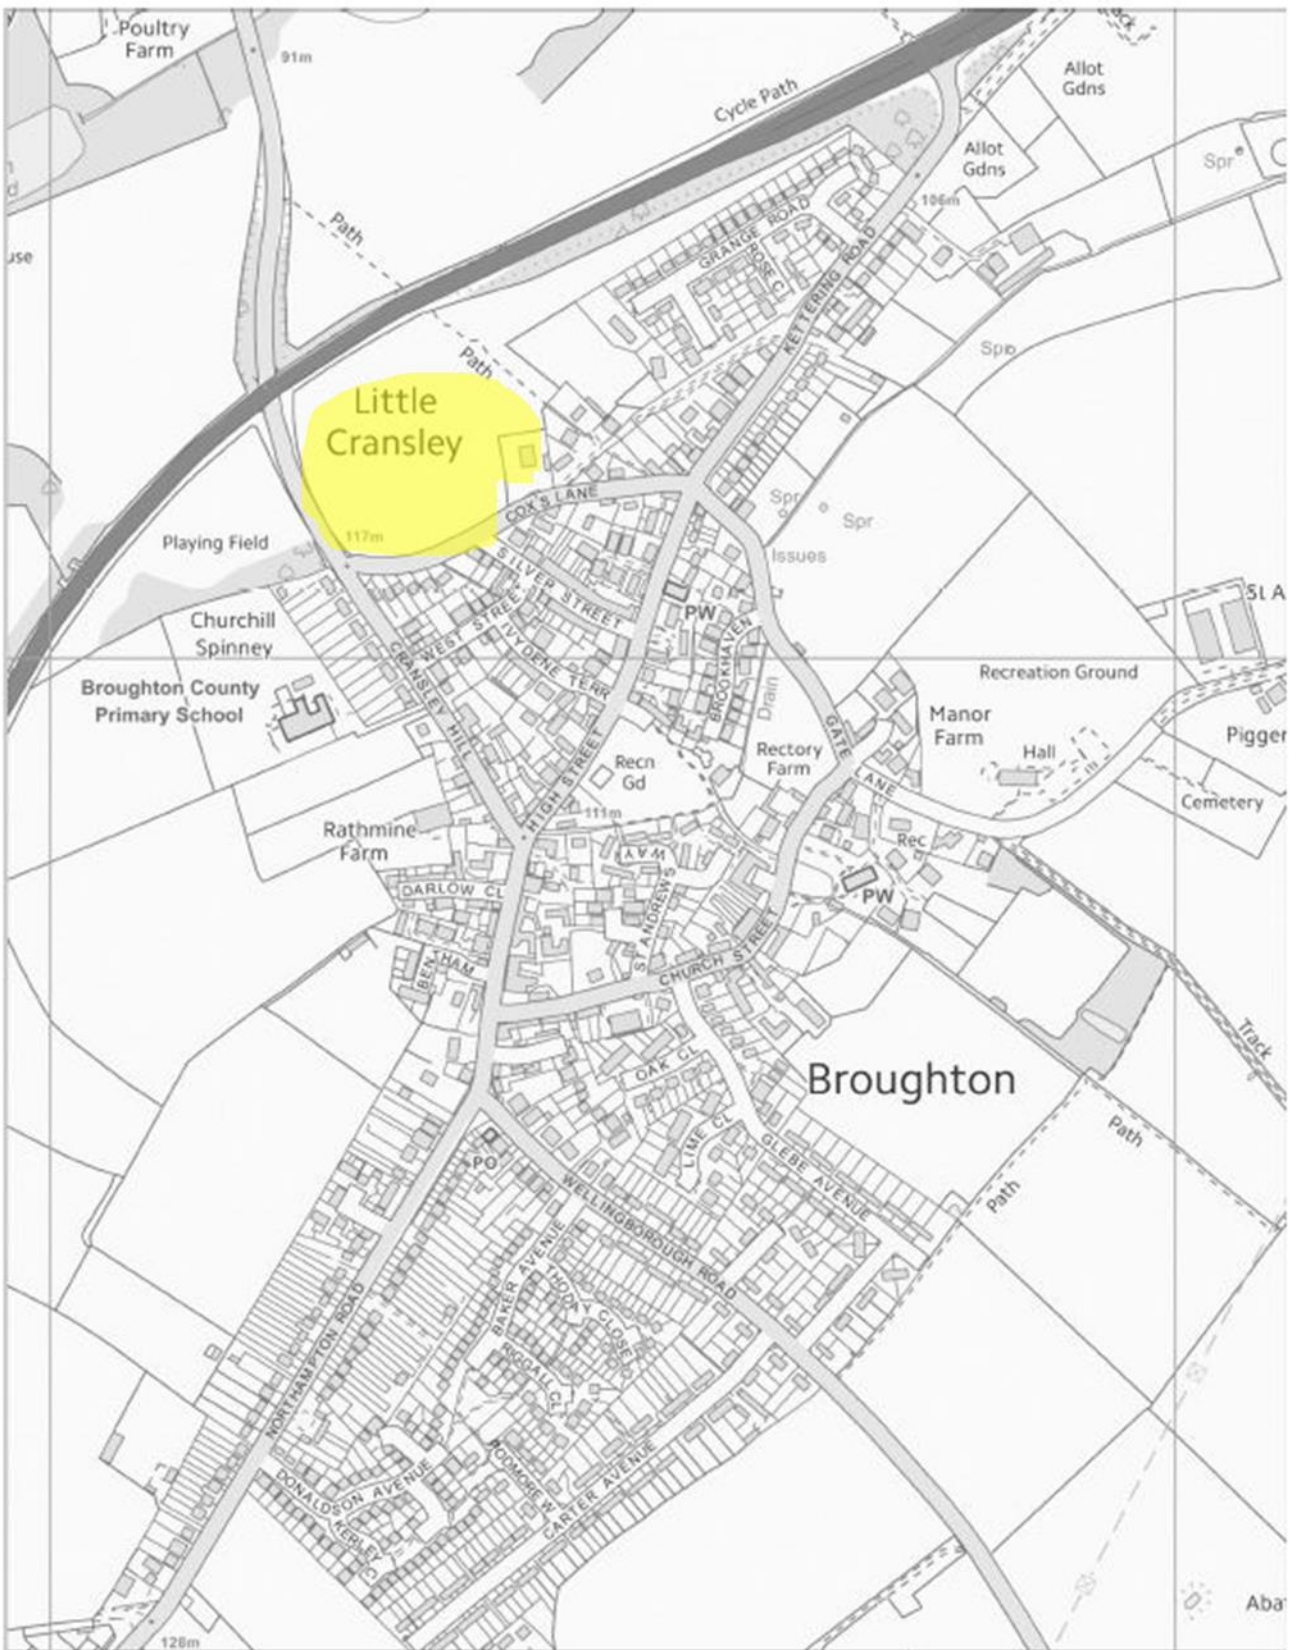 Poultry
Farm
91m
Cycle Path
Allot
Gdns
Allot
Gdns
Spr
106m
Path
GRANGE ROAD
ROSE CL
KETTERING ROAD
Path
Little
Cransley
COX'S LANE
Spr
Spr
Issues
117m
Playing Field
SILVER STREET
Churchill
Spinney
PW
WEST STREET
IVYDENE TERR
BROOKHAVEN
CRANSLEY HILL
Broughton County
Primary School
Drain
Recreation Ground
Manor
Farm
Hall
GATE
LANE
Rectory
Farm
Recn
Gd
HIGH STREET
111m
Cemetery
Rathmine
Farm
Rec
PW
WAY
ST ANDREWS
DARLOW CL
BENTHAM
CHURCH STREET
Track
OAK CL
Broughton
LIME CL
GLEBE AVENUE
Path
Path
PO
WELLINGBOROUGH ROAD
BAKER AVENUE
THODAY CLOSE
RIGGALL CL
NORTHAMPTON ROAD
PODMORE W
CARTER AVENUE
DONALDSON AVENUE
KERLEY CL
128m